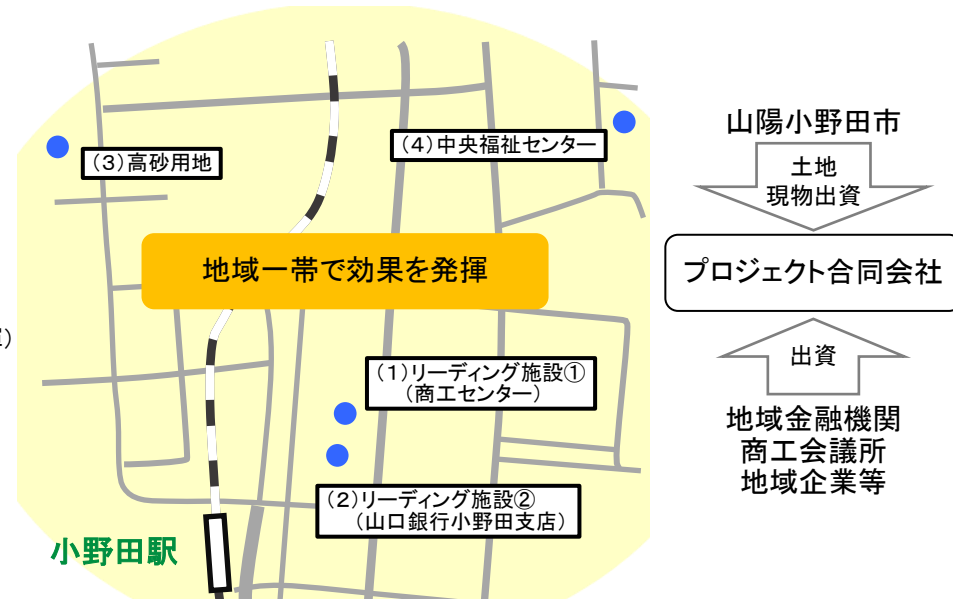 (3)高砂用地
(4)中央福祉センター
地域一帯で効果を発揮
(1)リーディング施設①
(商工センター)
(2)リーディング施設②
(山口銀行小野田支店)
小野田駅
山陽小野田市
土地
現物出資
プロジェクト合同会社
出資
地域金融機関
商工会議所
地域企業等